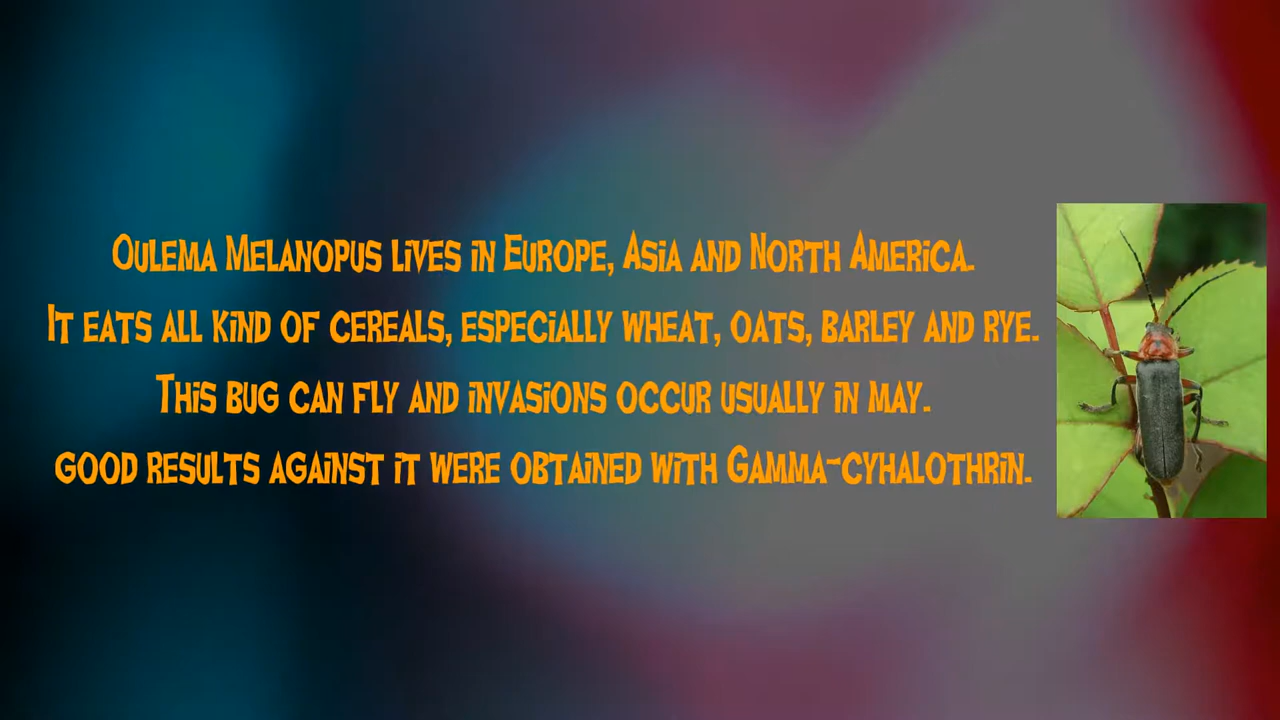 Oulema Melanopus lives in Europe, Asia and North America.
It eats all kind of cereals, especially wheat, oats, barley and rye.
This bug can fly and invasions occur usually in may.
good results against it were obtained with Gamma-cyhalothrin.